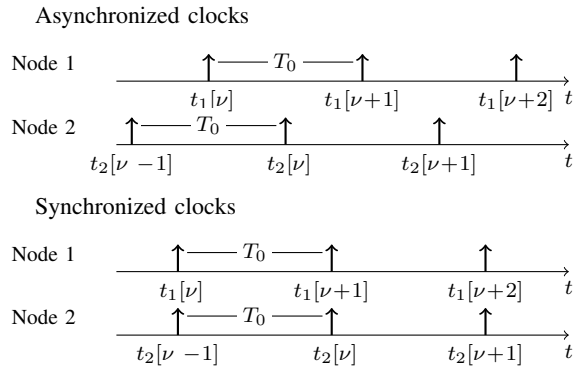 Asynchronized clocks
Node 1
T₀
t
t₁[ν]
t₁[ν+1]
t₁[ν+2]
Node 2
T₀
t
t₂[ν −1]
t₂[ν]
t₂[ν+1]
Synchronized clocks
Node 1
T₀
t
t₁[ν]
t₁[ν+1]
t₁[ν+2]
Node 2
T₀
t
t₂[ν −1]
t₂[ν]
t₂[ν+1]